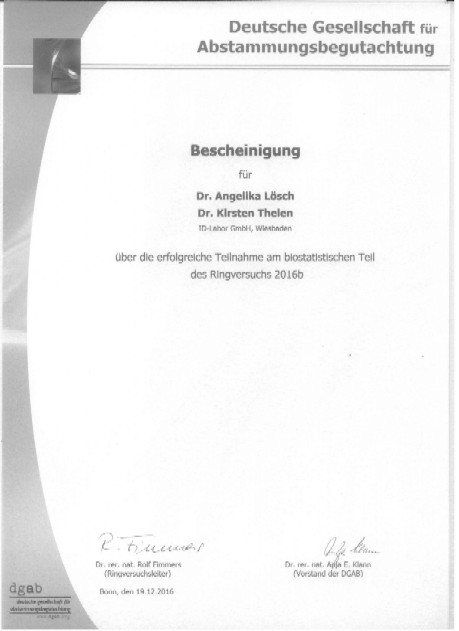 Deutsche Gesellschaft für
Abstammungsbegutachtung
Bescheinigung
für
Dr. Angelika Lösch
Dr. Kirsten Thelen
ID-Labor GmbH, Wiesbaden
über die erfolgreiche Teilnahme am biostatistischen Teil
des Ringversuchs 2016b
R. Fimmers
Dr. rer. nat. Rolf Fimmers
(Ringversuchsleiter)
Bonn, den 19.12.2016
Anja Klann
Dr. rer. nat. Anja E. Klann
(Vorstand der DGAB)
dgab
deutsche gesellschaft für
abstammungsbegutachtung
www.dgab.org